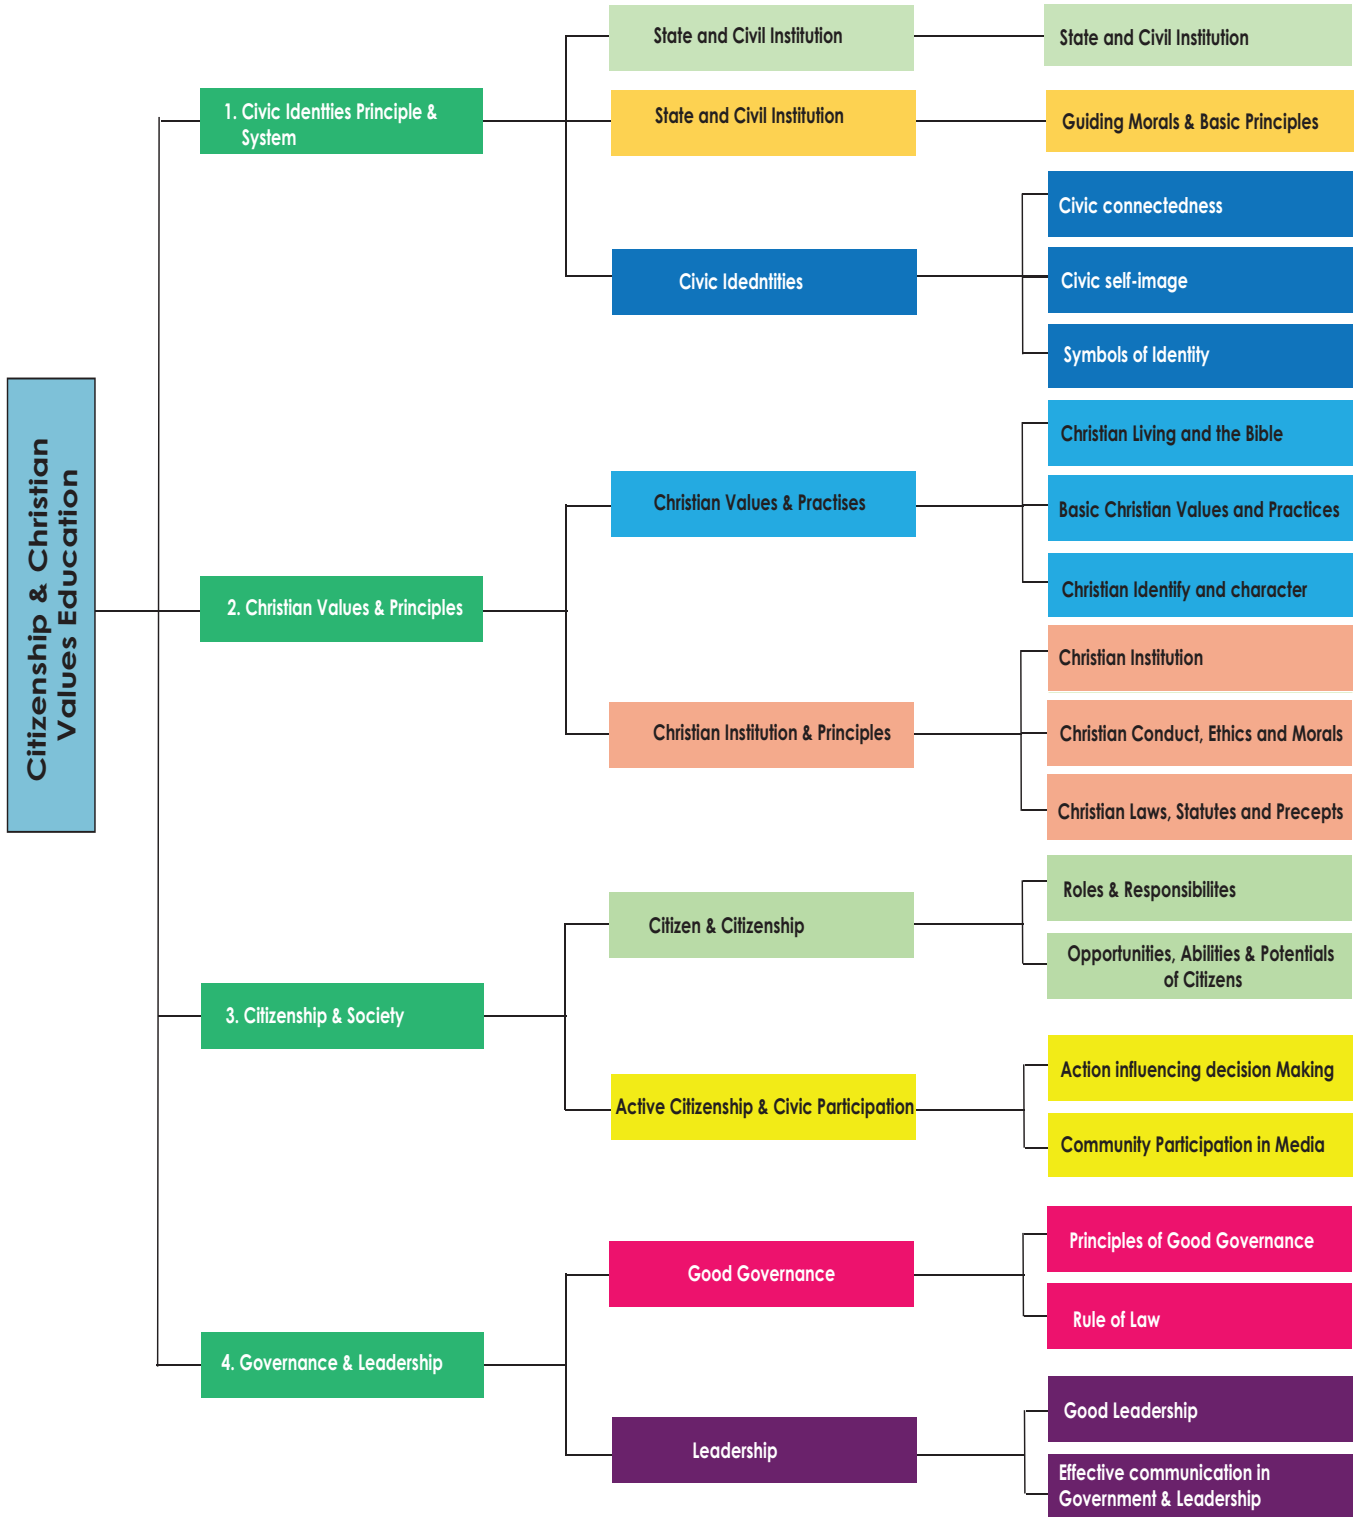 Citizenship & Christian
Values Education
1. Civic Identties Principle &
System
State and Civil Institution
State and Civil Institution
State and Civil Institution
Guiding Morals & Basic Principles
Civic Idedntities
Civic connectedness
Civic self-image
Symbols of Identity
2. Christian Values & Principles
Christian Values & Practises
Christian Living and the Bible
Basic Christian Values and Practices
Christian Identify and character
Christian Institution & Principles
Christian Institution
Christian Conduct, Ethics and Morals
Christian Laws, Statutes and Precepts
3. Citizenship & Society
Citizen & Citizenship
Roles & Responsibilites
Opportunities, Abilities & Potentials
of Citizens
Active Citizenship & Civic Participation
Action influencing decision Making
Community Participation in Media
4. Governance & Leadership
Good Governance
Principles of Good Governance
Rule of Law
Leadership
Good Leadership
Effective communication in
Government & Leadership